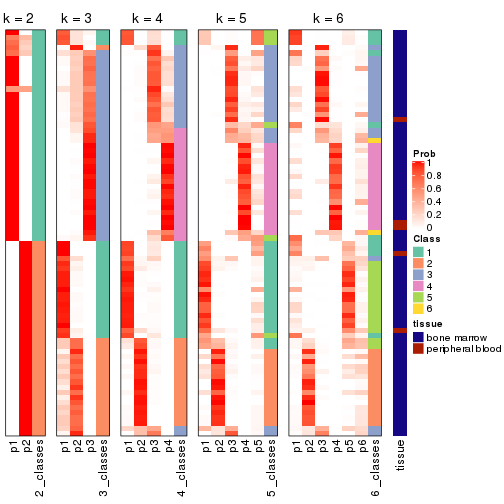 k = 2
k = 3
k = 4
k = 5
k = 6
Prob
1
0.8
0.6
0.4
0.2
0
Class
1
2
3
4
5
6
tissue
bone marrow
peripheral blood
p1
p2
2_classes
p1
p2
p3
3_classes
p1
p2
p3
p4
4_classes
p1
p2
p3
p4
p5
5_classes
p1
p2
p3
p4
p5
p6
6_classes
tissue